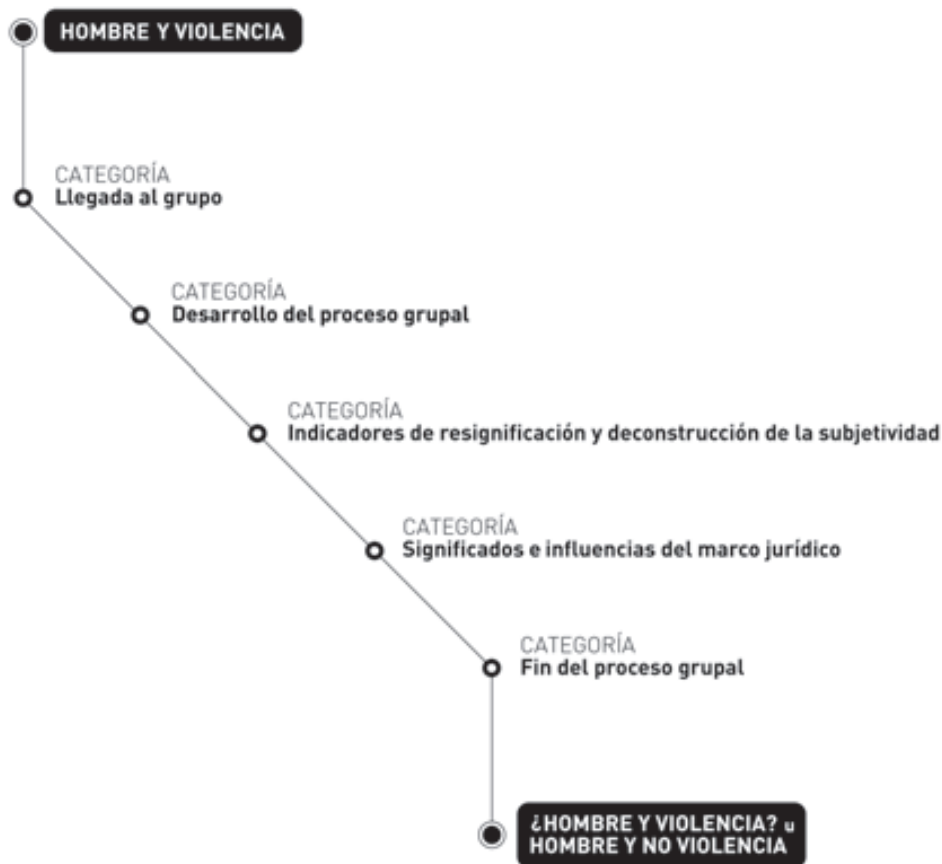 HOMBRE Y VIOLENCIA
CATEGORÍA
Llegada al grupo
CATEGORÍA
Desarrollo del proceso grupal
CATEGORÍA
Indicadores de resignificación y deconstrucción de la subjetividad
CATEGORÍA
Significados e influencias del marco jurídico
CATEGORÍA
Fin del proceso grupal
¿HOMBRE Y VIOLENCIA? u
HOMBRE Y NO VIOLENCIA